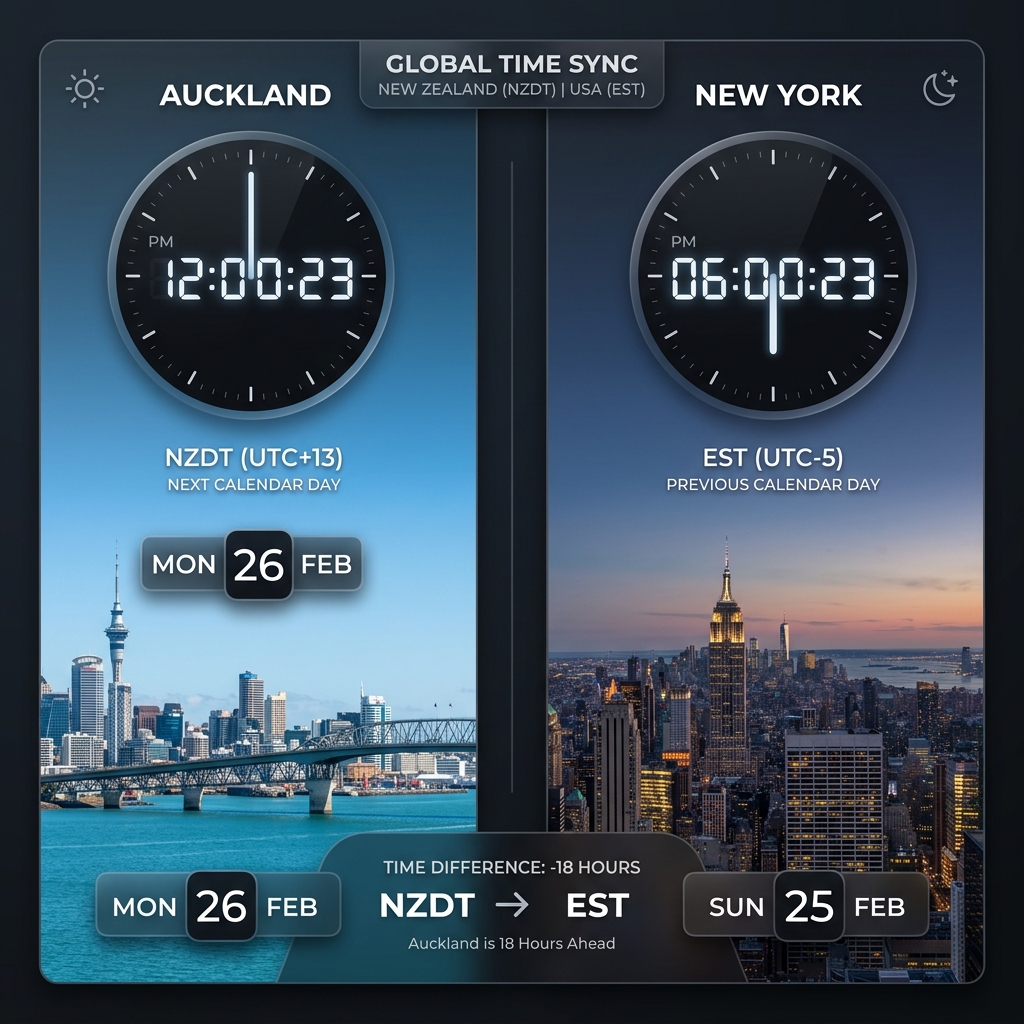 GLOBAL TIME SYNC
NEW ZEALAND (NZDT) | USA (EST)
AUCKLAND
PM
12:00:23
NZDT (UTC+13)
NEXT CALENDAR DAY
MON 26 FEB
NEW YORK
PM
06:00:23
EST (UTC-5)
PREVIOUS CALENDAR DAY
MON 26 FEB
TIME DIFFERENCE: -18 HOURS
NZDT → EST
Auckland is 18 Hours Ahead
SUN 25 FEB